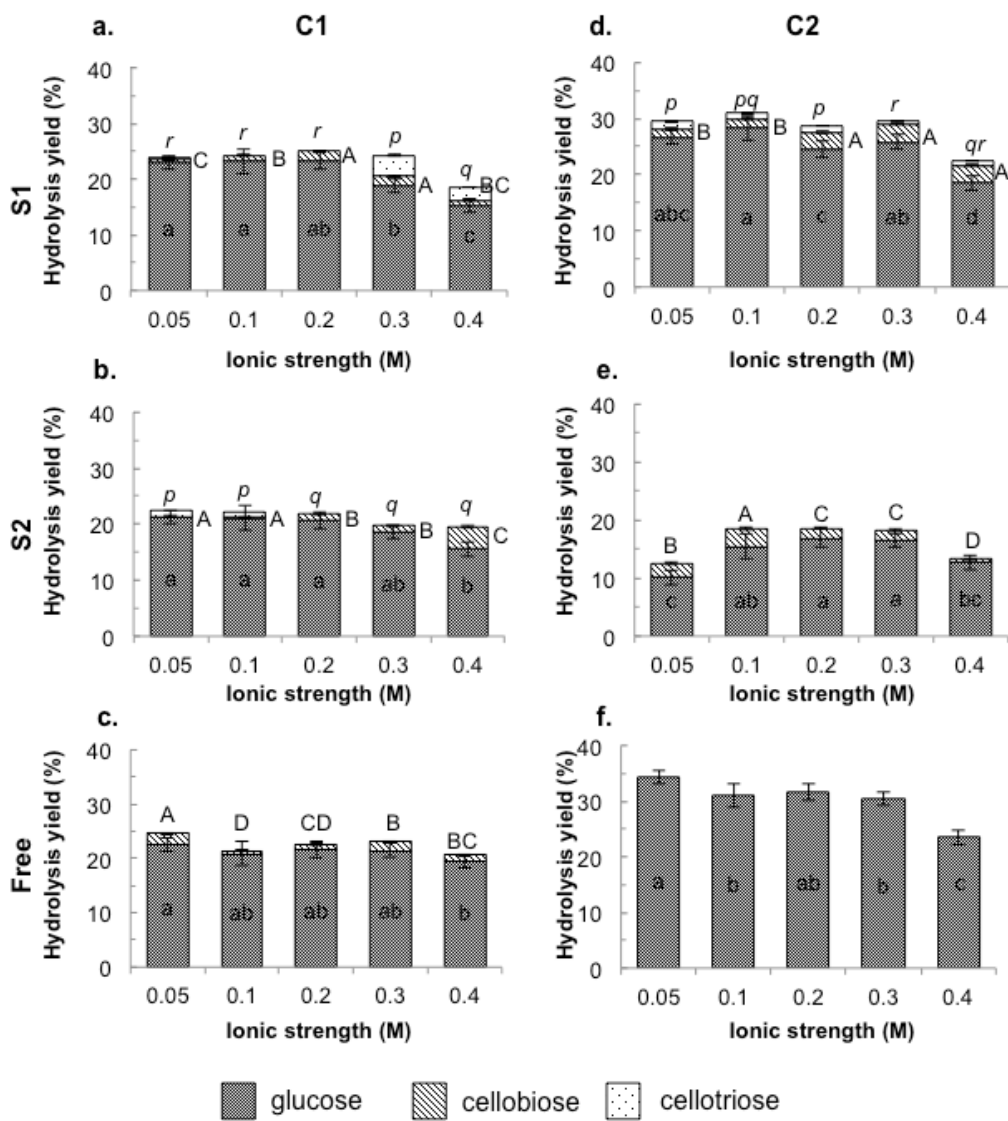 a.
C1
Hydrolysis yield (%)
40
30
20
10
0
r
r
r
p
q
C
B
A
A
BC
a
a
ab
b
c
0.05 0.1 0.2 0.3 0.4
Ionic strength (M)
S1
d.
C2
Hydrolysis yield (%)
40
30
20
10
0
p
pq
p
r
qr
B
B
A
A
A
abc
a
c
ab
d
0.05 0.1 0.2 0.3 0.4
Ionic strength (M)
b.
S2
Hydrolysis yield (%)
40
30
20
10
0
p
p
q
q
q
A
A
B
B
C
a
a
a
ab
b
0.05 0.1 0.2 0.3 0.4
Ionic strength (M)
e.
Hydrolysis yield (%)
40
30
20
10
0
B
A
C
C
D
c
ab
a
a
bc
0.05 0.1 0.2 0.3 0.4
Ionic strength (M)
c.
Free
Hydrolysis yield (%)
40
30
20
10
0
A
D
CD
B
BC
a
ab
ab
ab
b
0.05 0.1 0.2 0.3 0.4
Ionic strength (M)
f.
Hydrolysis yield (%)
40
30
20
10
0
a
b
ab
b
c
0.05 0.1 0.2 0.3 0.4
Ionic strength (M)
glucose
cellobiose
cellotriose